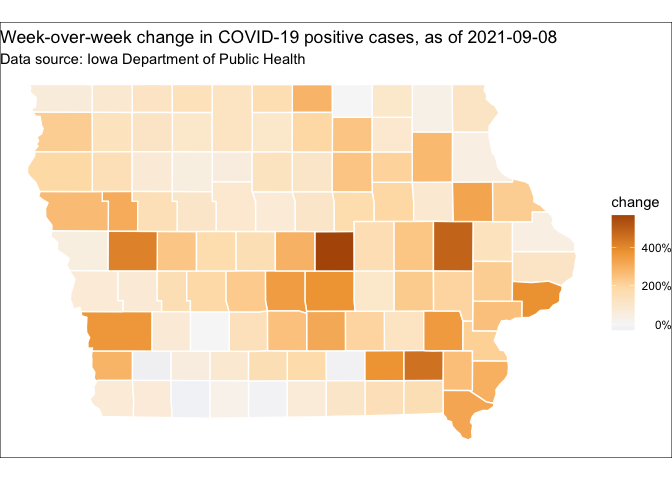 Week-over-week change in COVID-19 positive cases, as of 2021-09-08
Data source: Iowa Department of Public Health
change
400%
200%
0%